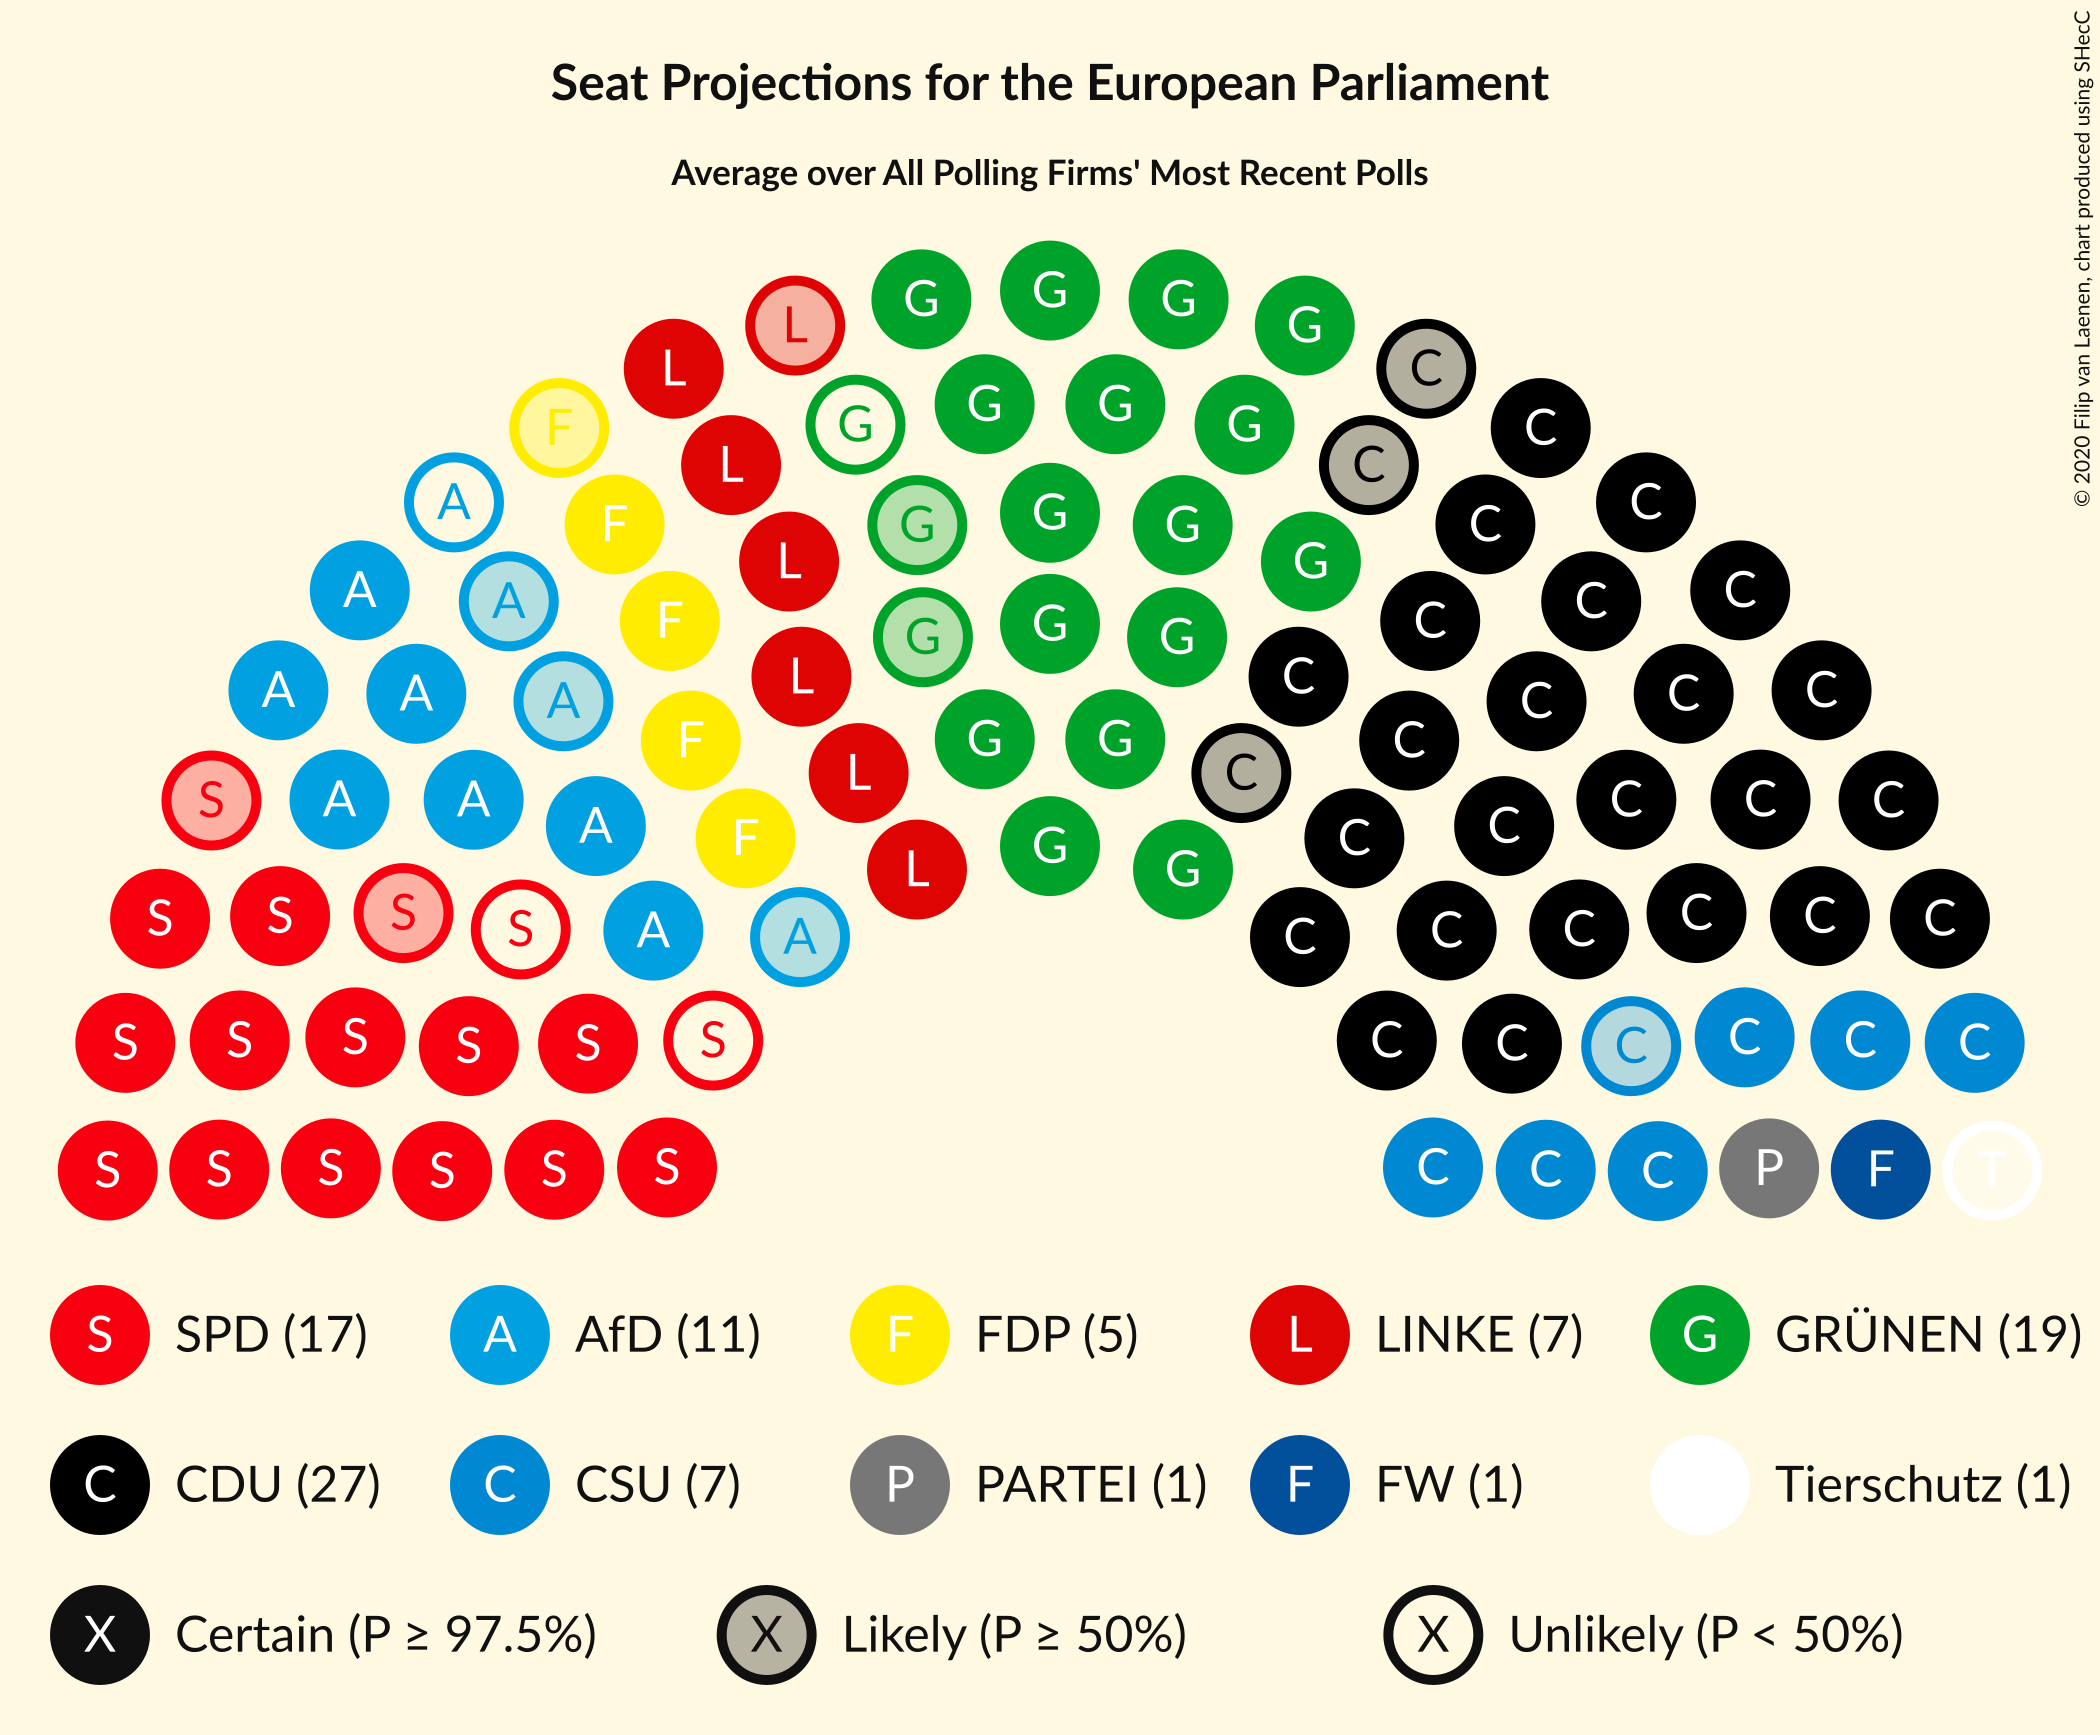 Seat Projections for the European Parliament
Average over All Polling Firms' Most Recent Polls
© 2020 Filip van Laenen, chart produced using SHecC
G G G G
L C
L G G G G C C
F C
A F L G G G G C C
A A F L G G G C C C
A A A F L G G C C C C C
S A A A F L G G C C C C C C
S S S S A A C C C C C C
S S S S S S C C C C C C
S S S S S S C C C P F T
S SPD (17) A AfD (11) F FDP (5) L LINKE (7) G GRÜNEN (19)
C CDU (27) C CSU (7) P PARTEI (1) F FW (1) Tierschutz (1)
X Certain (P ≥ 97.5%) X Likely (P ≥ 50%) X Unlikely (P < 50%)